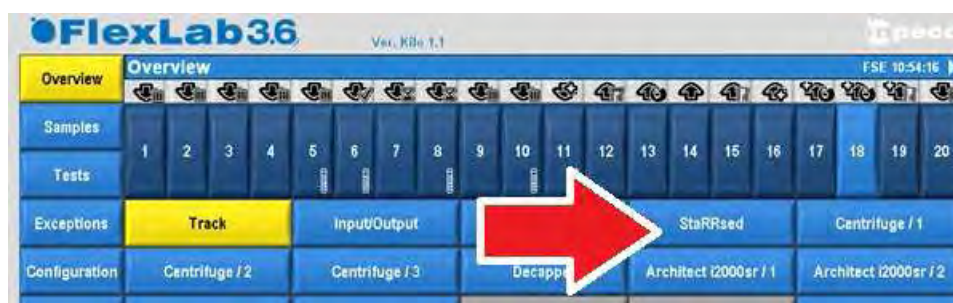 FlexLab3.6 Ver. Kilo 1.1 Inpeco
Overview Overview FSE 10:54:16
Samples
1 2 3 4 5 6 7 8 9 10 11 12 13 14 15 16 17 18 19 20
Tests
Exceptions Track Input/Output StaRRsed Centrifuge / 1
Configuration Centrifuge / 2 Centrifuge / 3 Architect i2000sr / 1 Architect i2000sr / 2